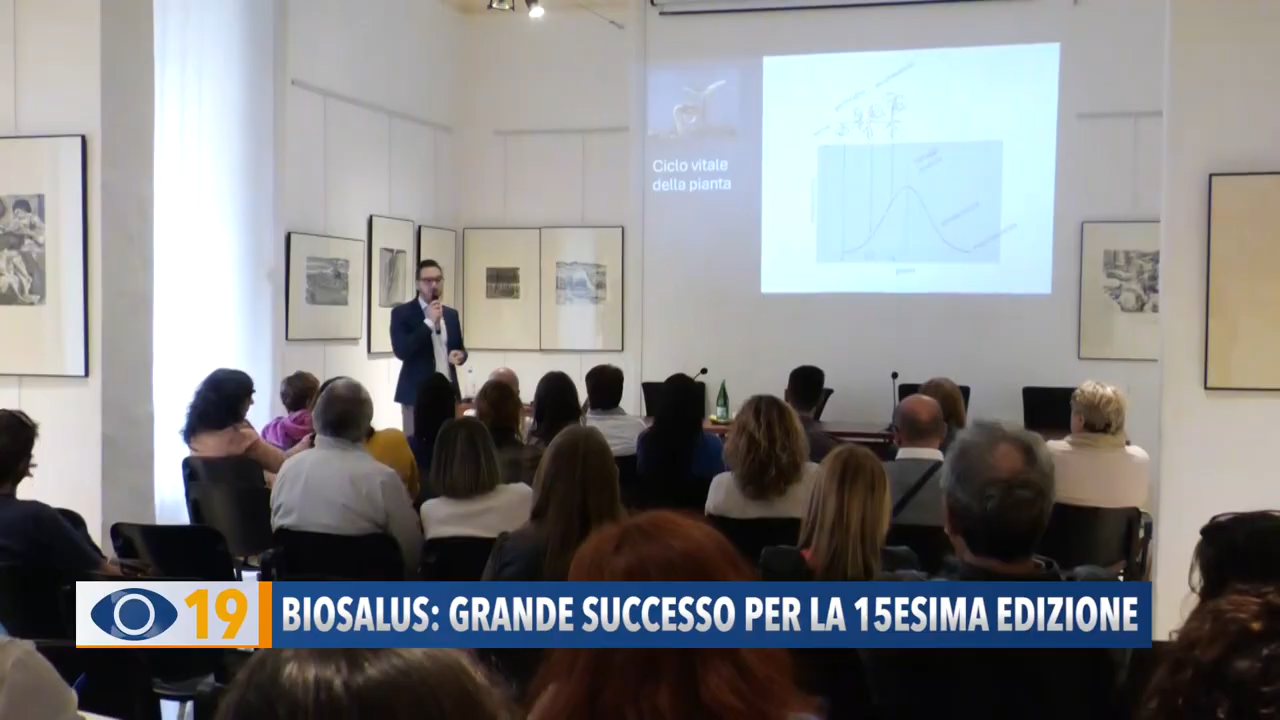 Ciclo vitale
della pianta
19
BIOSALUS: GRANDE SUCCESSO PER LA 15ESIMA EDIZIONE